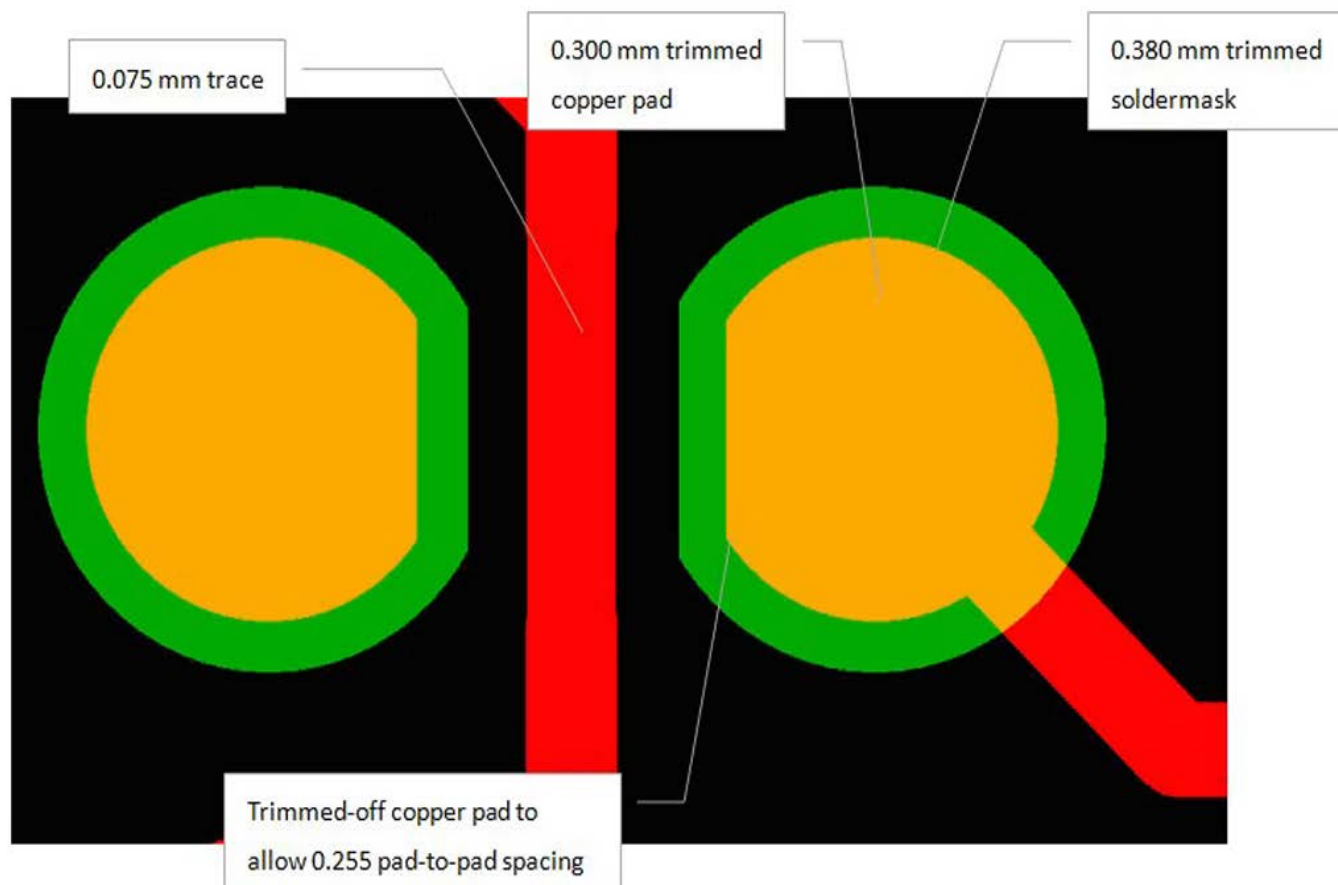 0.075 mm trace
0.300 mm trimmed
copper pad
0.380 mm trimmed
soldermask
Trimmed-off copper pad to
allow 0.255 pad-to-pad spacing